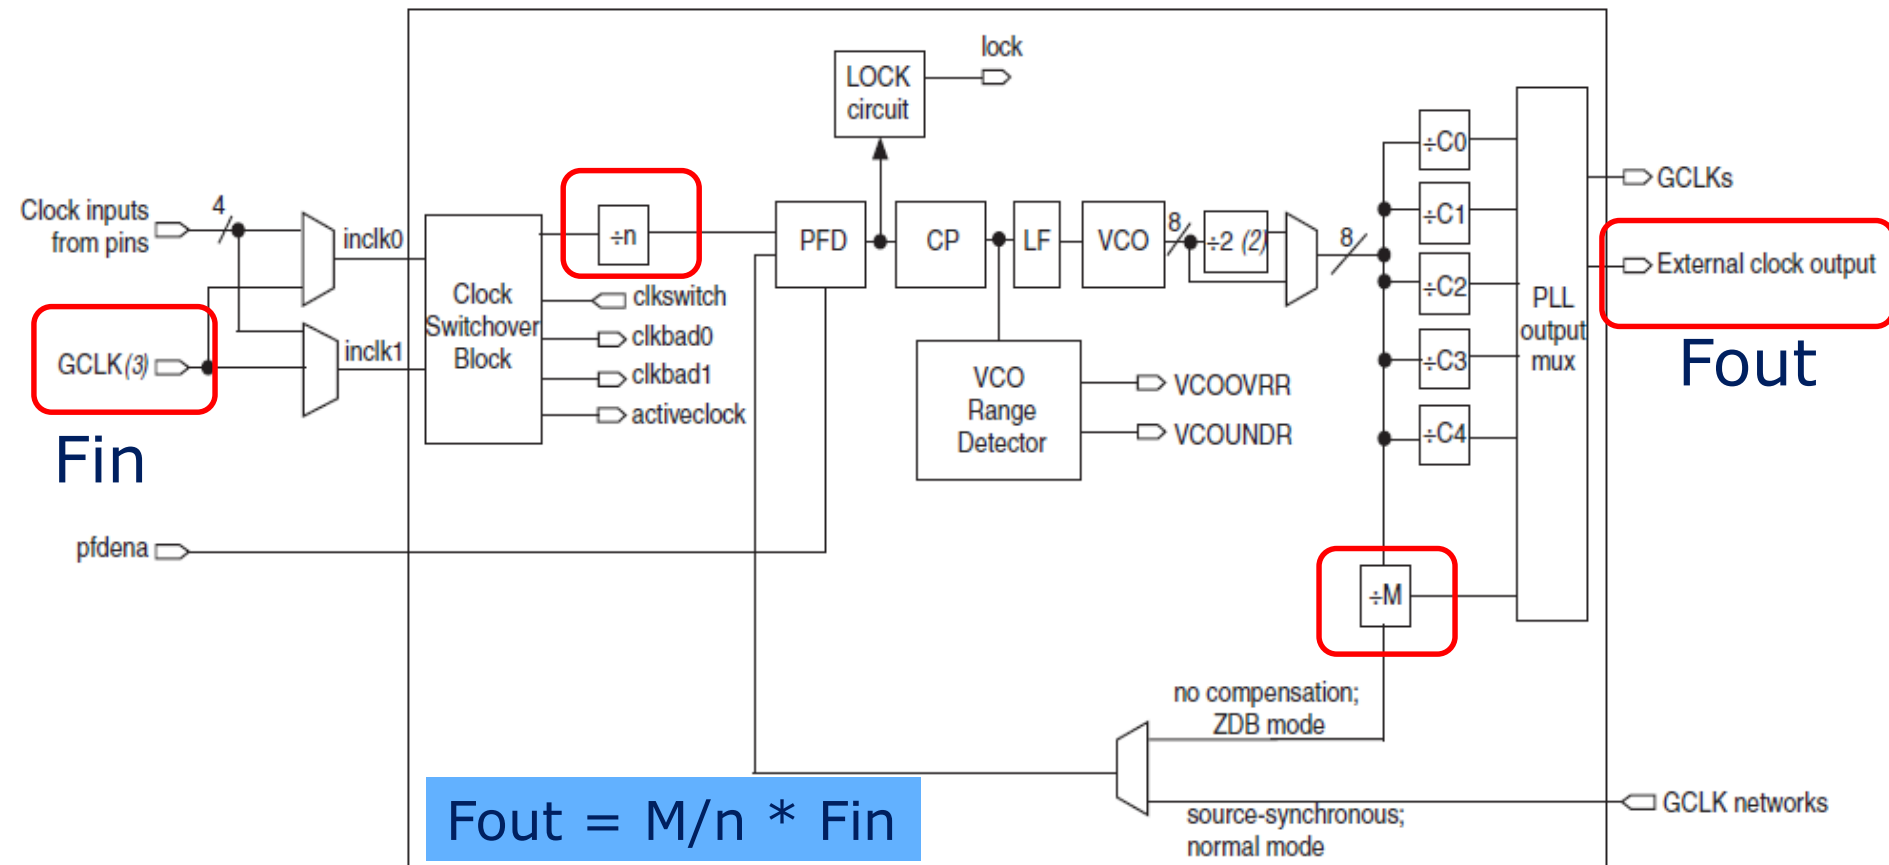 lock
LOCK
circuit
Clock inputs
from pins
4
inclk0
GCLK(3)
inclk1
Fin
pfdena
Clock
Switchover
Block
÷n
clkswitch
clkbad0
clkbad1
activeclock
PFD
CP
LF
VCO
8
÷2 (2)
8
VCO
Range
Detector
VCOOVRR
VCOUNDR
÷C0
÷C1
÷C2
÷C3
÷C4
÷M
PLL
output
mux
GCLKs
External clock output
Fout
no compensation;
ZDB mode
source-synchronous;
normal mode
GCLK networks
Fout = M/n * Fin